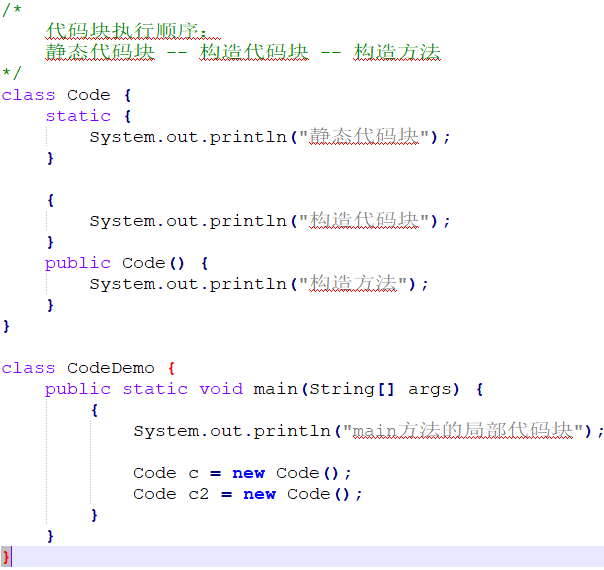 /*
代码块执行顺序：
静态代码块 -- 构造代码块 -- 构造方法
*/
class Code {
static {
System.out.println("静态代码块");
}
{
System.out.println("构造代码块");
}
public Code() {
System.out.println("构造方法");
}
}
class CodeDemo {
public static void main(String[] args) {
{
System.out.println("main方法的局部代码块");
Code c = new Code();
Code c2 = new Code();
}
}
}